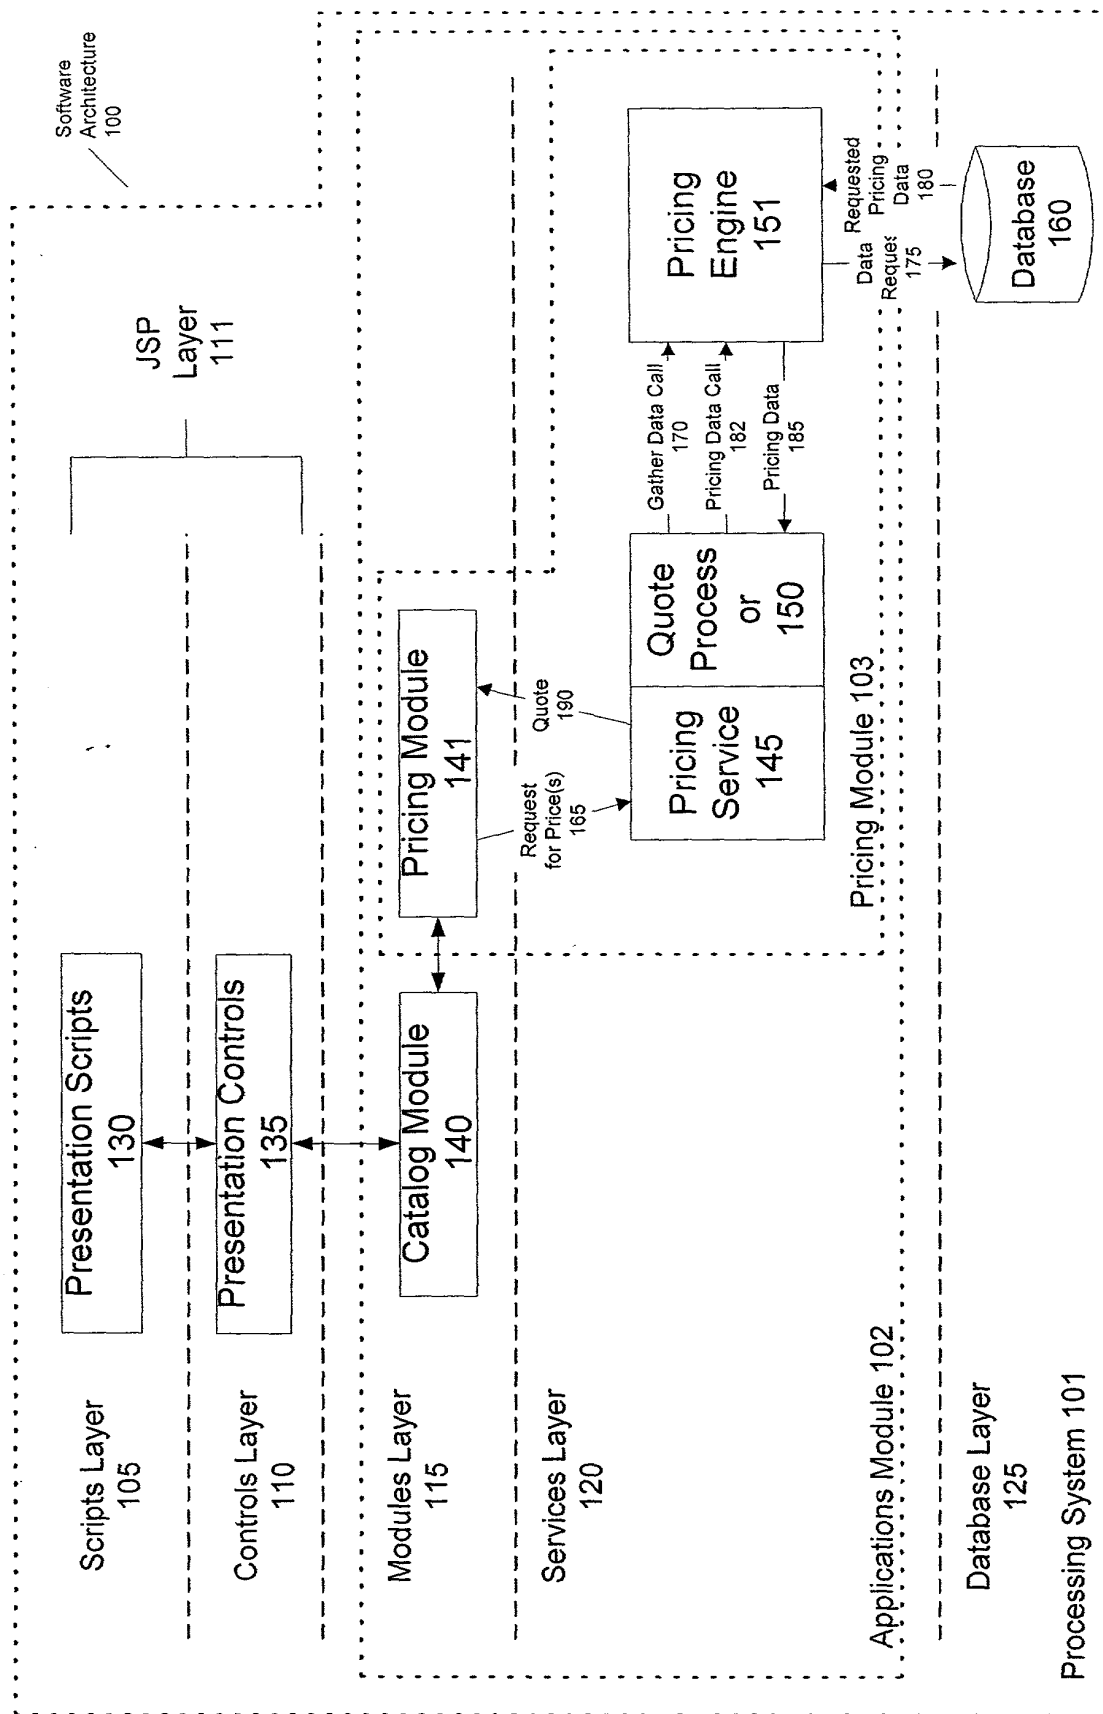 Software
Architecture
100
JSP
Layer
111
Scripts Layer
105
Presentation Scripts
130
Controls Layer
110
Presentation Controls
135
Modules Layer
115
Catalog Module
140
Pricing Module
141
Services Layer
120
Request
for Price(s)
165
Quote
190
Pricing
Service
145
Quote
Process
or
150
Gather Data Call
170
Pricing Data Call
182
Pricing Data
185
Pricing
Engine
151
Pricing Module 103
Applications Module 102
Data
Reques
175
Requested
Pricing
Data
180
Database Layer
125
Database
160
Processing System 101